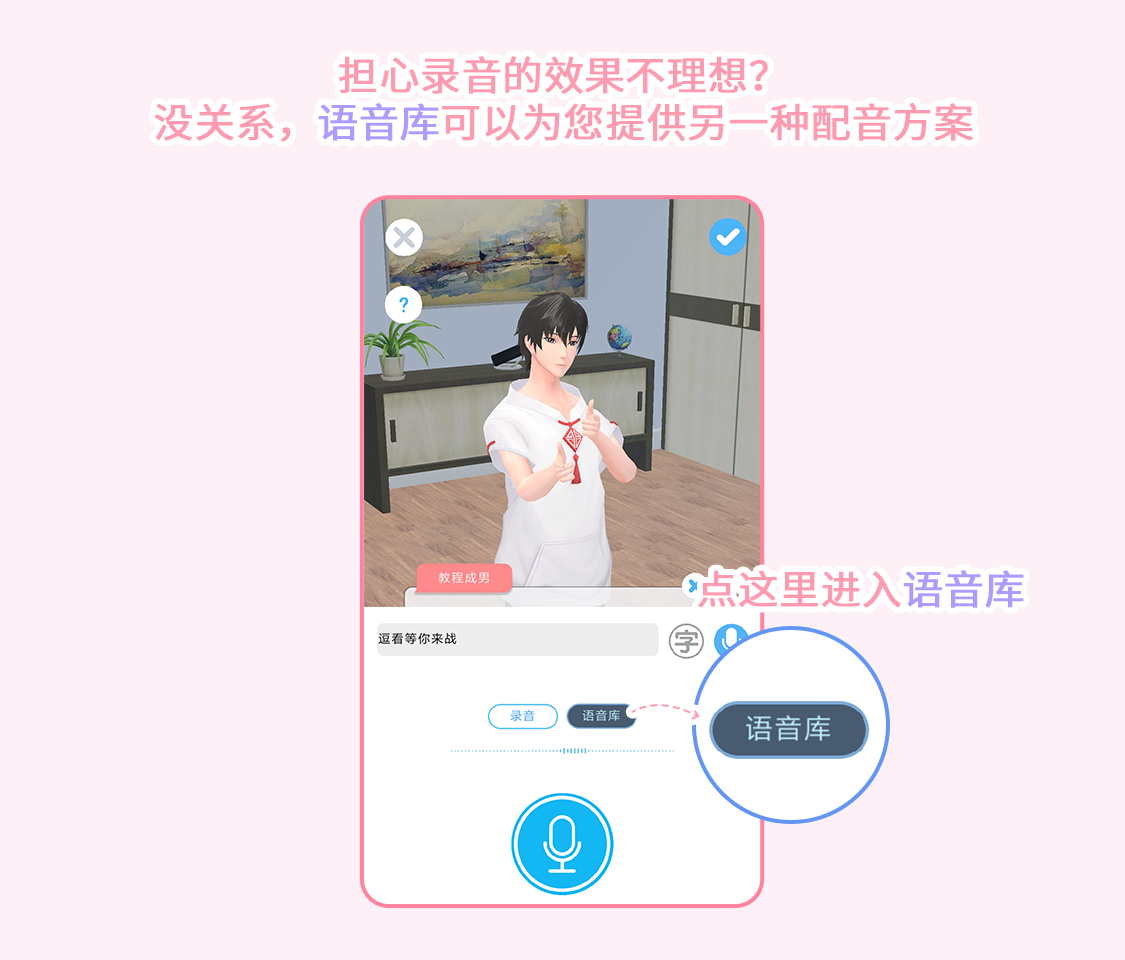 担心录音的效果不理想？
没关系，语音库可以为您提供另一种配音方案
?
教程成男
点这里进入语音库
逗看等你来战
字
录音
语音库
语音库